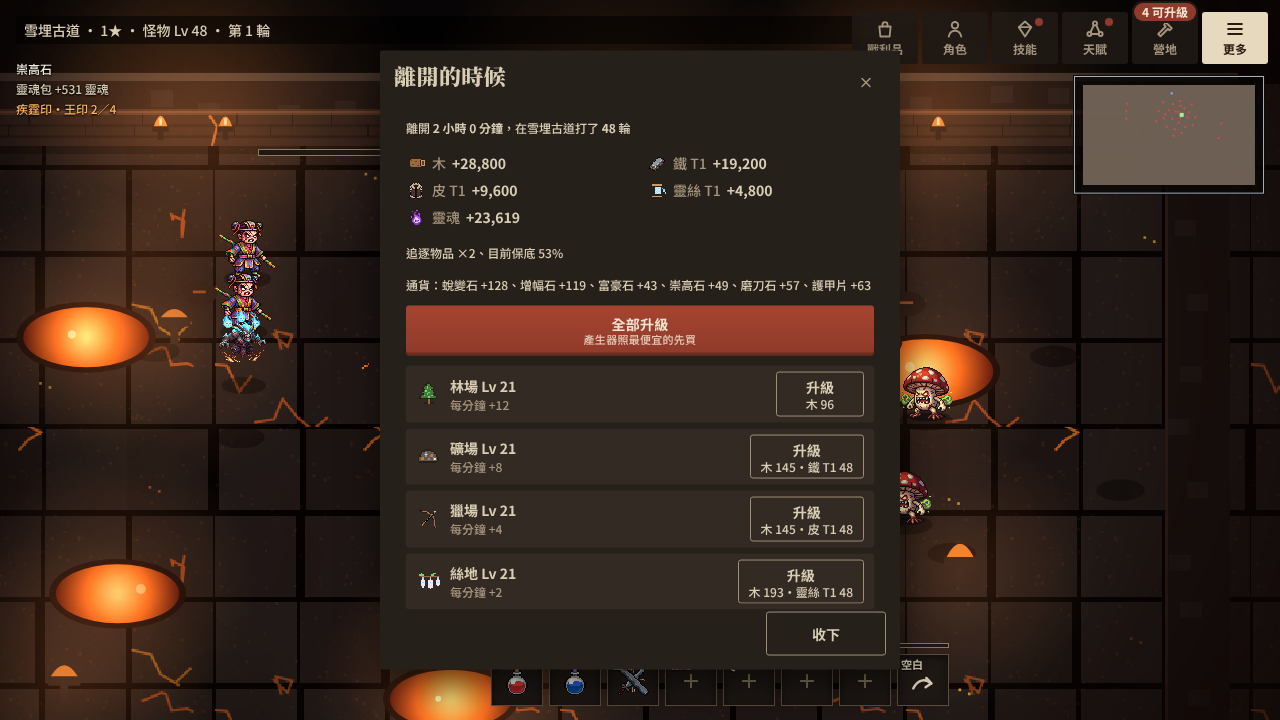 雪埋古道 • 1★ • 怪物 Lv 48 • 第 1 輪
戰利品
角色
技能
天賦
4 可升級
營地
更多
崇高石
靈魂包 +531 靈魂
疾霆印・王印 2／4
離開的時候
×
離開 2 小時 0 分鐘，在雪埋古道打了 48 輪
木 +28,800
鐵 T1 +19,200
皮 T1 +9,600
靈絲 T1 +4,800
靈魂 +23,619
追逐物品 ×2、目前保底 53%
通貨：蛻變石 +128、增幅石 +119、富豪石 +43、崇高石 +49、磨刀石 +57、護甲片 +63
全部升級
產生器照最便宜的先買
林場 Lv 21
每分鐘 +12
升級
木 96
礦場 Lv 21
每分鐘 +8
升級
木 145・鐵 T1 48
獵場 Lv 21
每分鐘 +4
升級
木 145・皮 T1 48
絲地 Lv 21
每分鐘 +2
升級
木 193・靈絲 T1 48
收下
空白